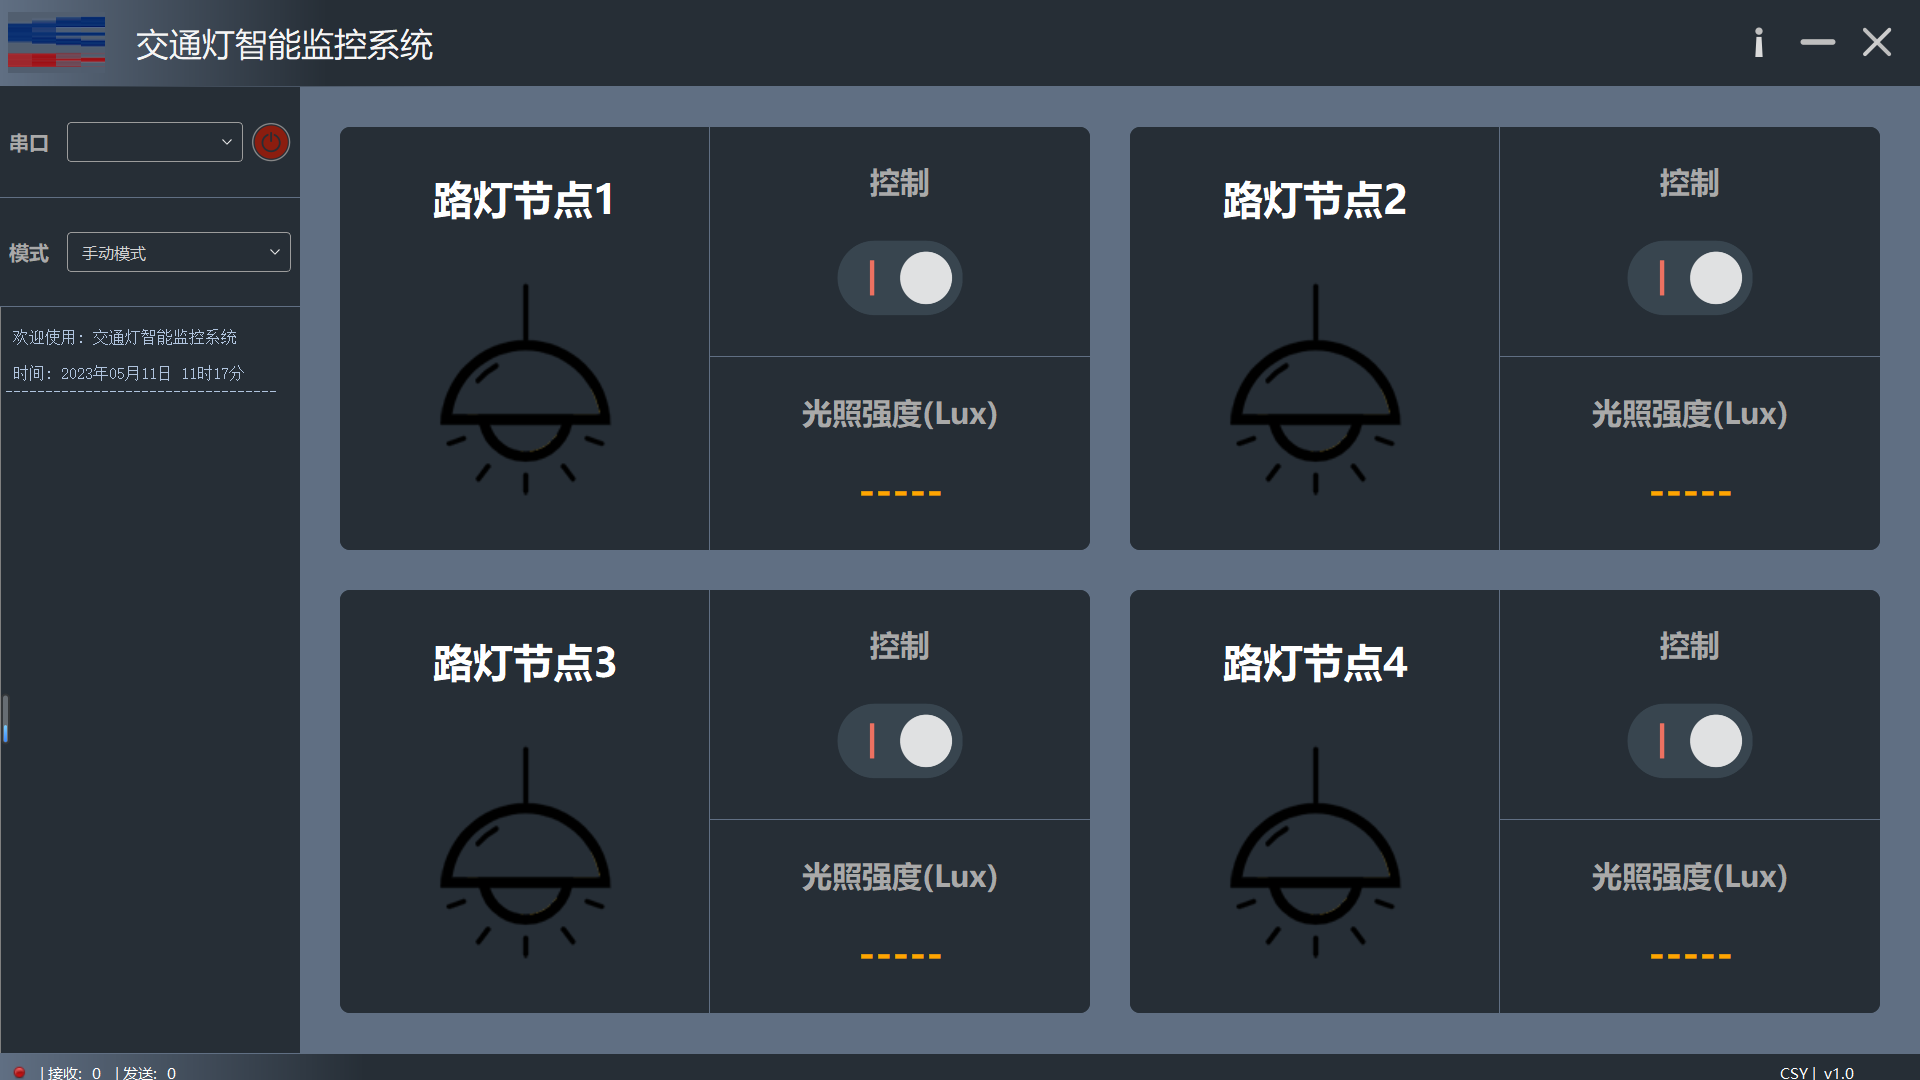 交通灯智能监控系统
串口
模式 手动模式
欢迎使用: 交通灯智能监控系统
时间: 2023年05月11日 11时17分
路灯节点1
控制
光照强度(Lux)
-----
路灯节点2
控制
光照强度(Lux)
-----
路灯节点3
控制
光照强度(Lux)
-----
路灯节点4
控制
光照强度(Lux)
-----
|接收: 0 |发送: 0
CSY| v1.0